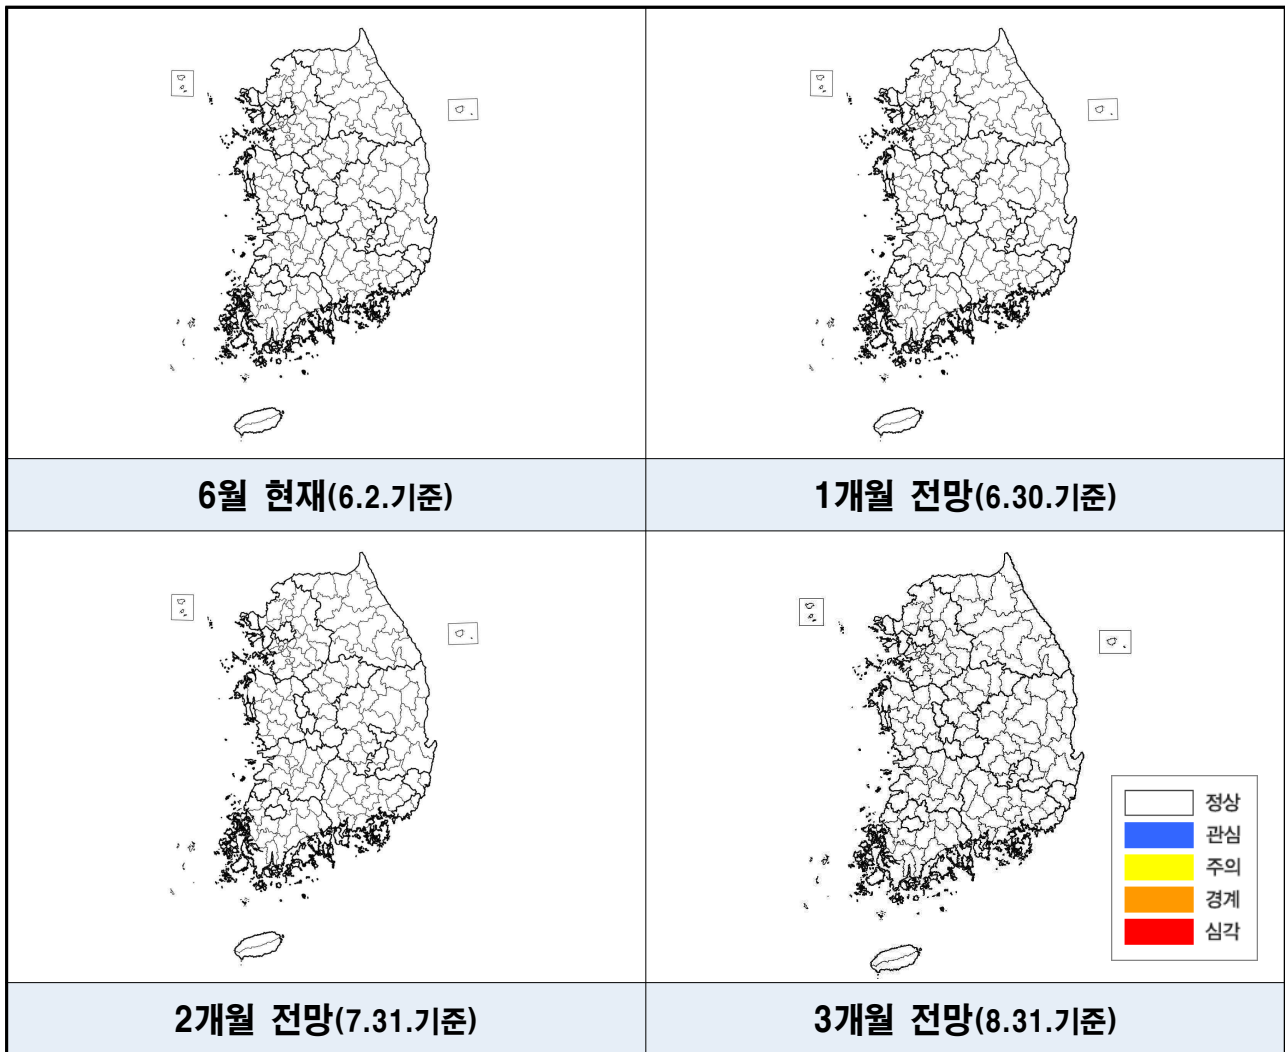 6월 현재(6.2.기준)
1개월 전망(6.30.기준)
정상
관심
주의
경계
심각
2개월 전망(7.31.기준)
3개월 전망(8.31.기준)